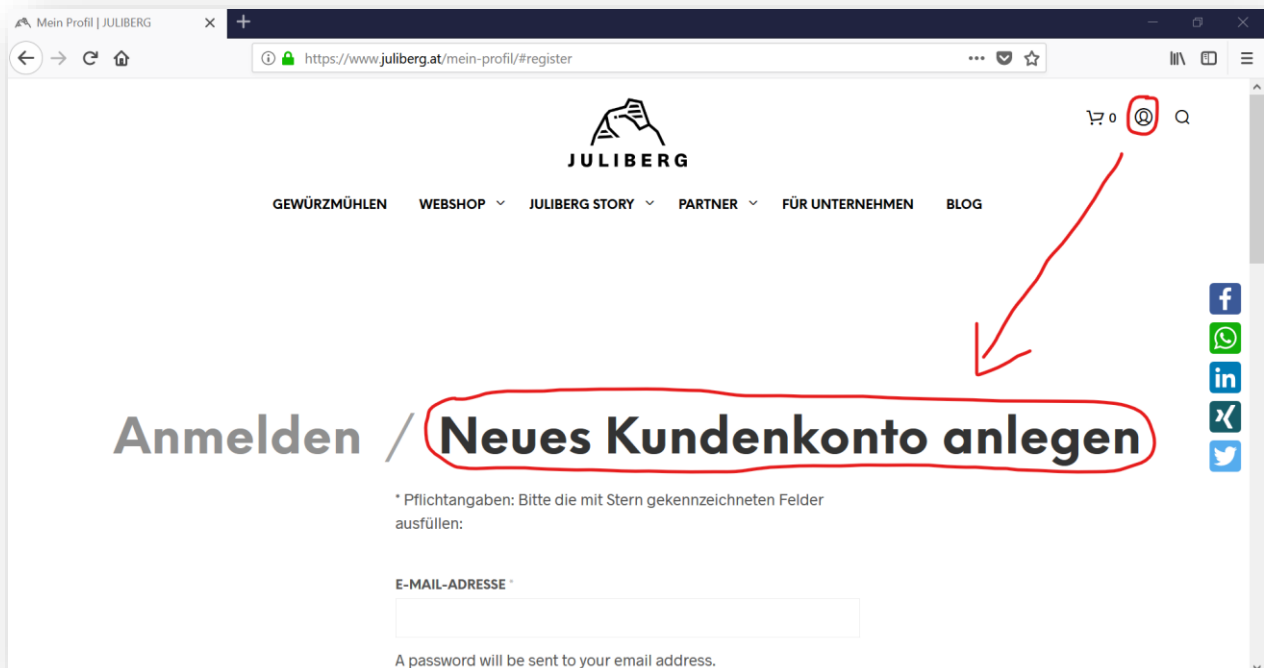 Mein Profil | JULIBERG
https://www.juliberg.at/mein-profil/#register
JULIBERG
0
GEWÜRZMÜHLEN WEBSHOP JULIBERG STORY PARTNER FÜR UNTERNEHMEN BLOG
Anmelden / Neues Kundenkonto anlegen
* Pflichtangaben: Bitte die mit Stern gekennzeichneten Felder
ausfüllen:
E-MAIL-ADRESSE *
A password will be sent to your email address.